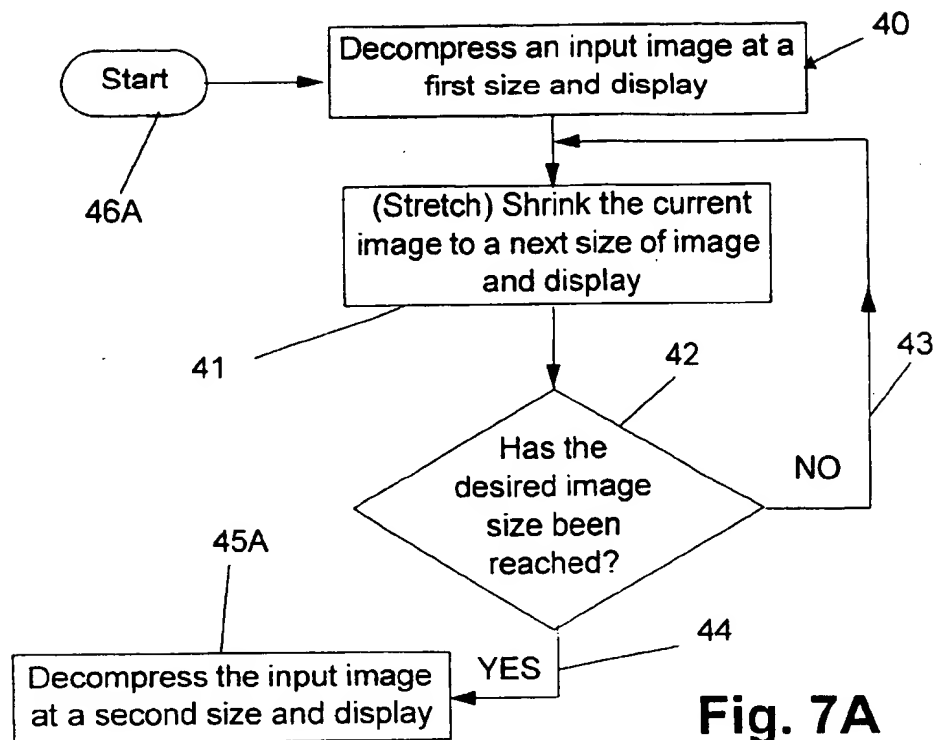 40
Start
Decompress an input image at a
first size and display
46A
(Stretch) Shrink the current
image to a next size of image
and display
41
42
43
Has the
desired image
size been
reached?
NO
45A
44
YES
Decompress the input image
at a second size and display
Fig. 7A